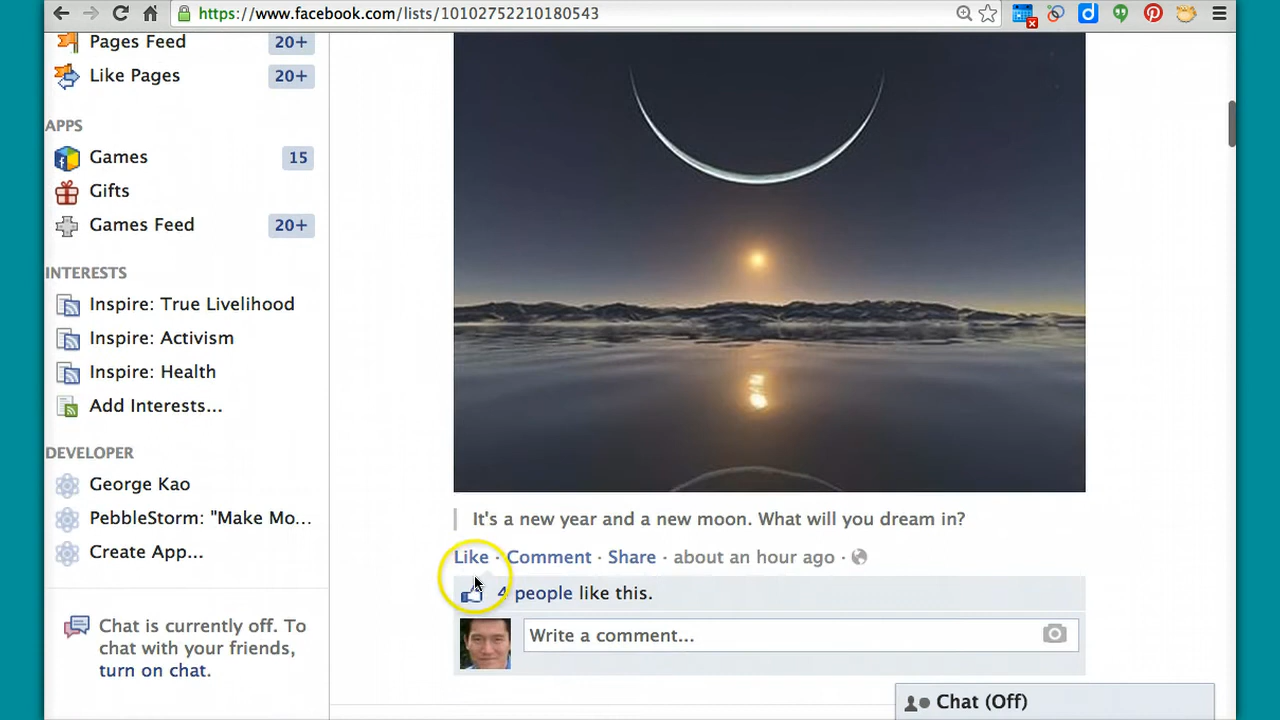 https://www.facebook.com/lists/10102752210180543
Pages Feed 20+
Like Pages 20+
APPS
Games 15
Gifts
Games Feed 20+
INTERESTS
Inspire: True Livelihood
Inspire: Activism
Inspire: Health
Add Interests...
DEVELOPER
George Kao
PebbleStorm: "Make Mo...
Create App...
Chat is currently off. To
chat with your friends,
turn on chat.
It's a new year and a new moon. What will you dream in?
Like · Comment · Share · about an hour ago ·
4 people like this.
Write a comment...
Chat (Off)